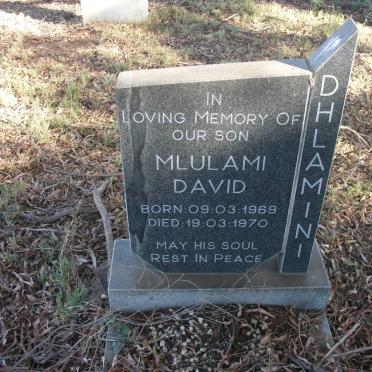 IN
LOVING MEMORY OF
OUR SON
MLULAMI
DAVID
BORN: 09·03·1969
DIED: 19·03·1970
MAY HIS SOUL
REST IN PEACE
DHLAMINI